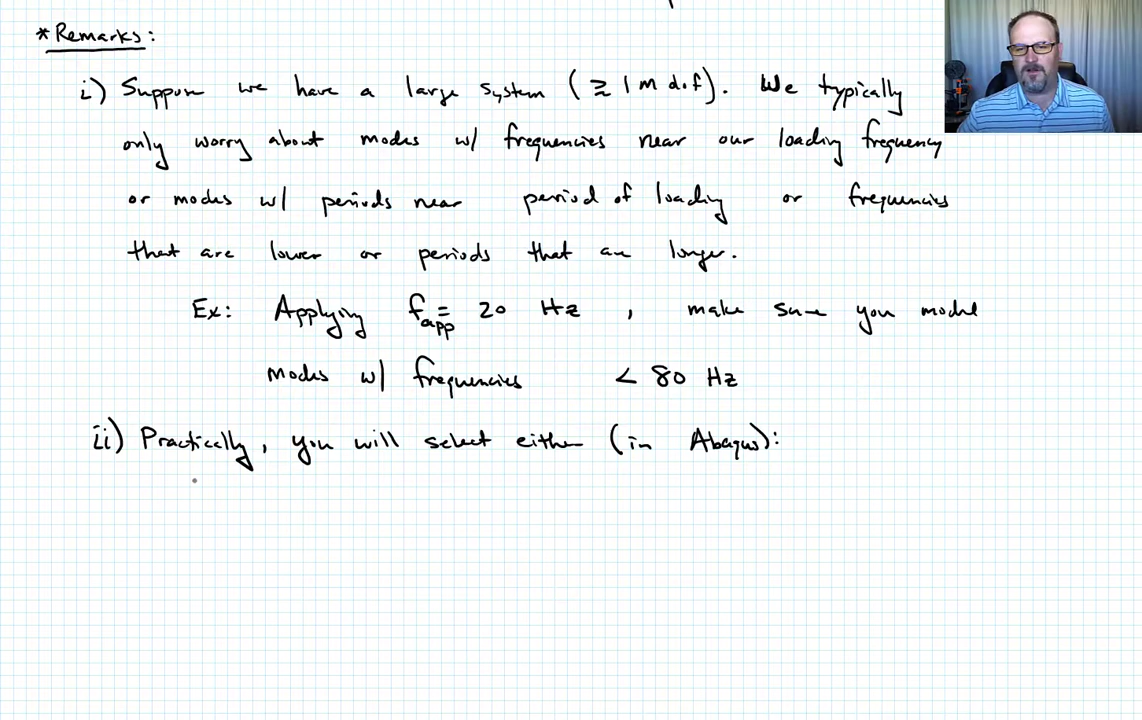 * Remarks:
i) Suppose we have a large system (≥ 1 M d.o.f). We typically
only worry about modes w/ frequencies near our loading frequency
or modes w/ periods near period of loading or frequencies
that are lower or periods that are longer.
Ex: Applying f_app = 20 Hz, make sure you model
modes w/ frequencies < 80 Hz
ii) Practically, you will select either (in Abaqus):